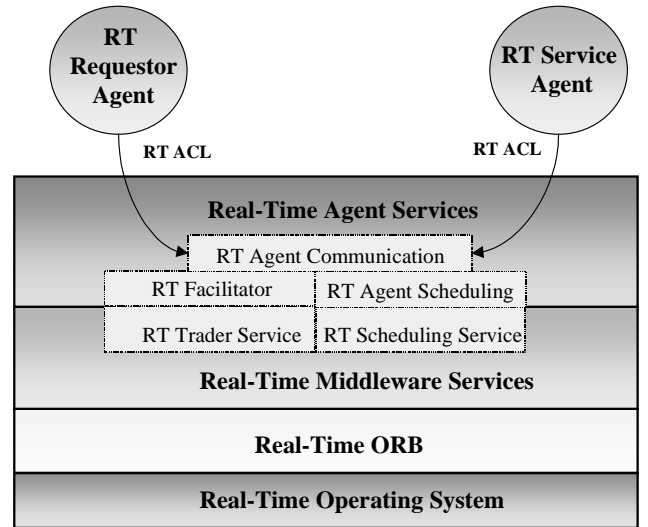 RT
Requestor
Agent
RT Service
Agent
RT ACL
RT ACL
Real-Time Agent Services
RT Agent Communication
RT Facilitator
RT Agent Scheduling
RT Trader Service
RT Scheduling Service
Real-Time Middleware Services
Real-Time ORB
Real-Time Operating System